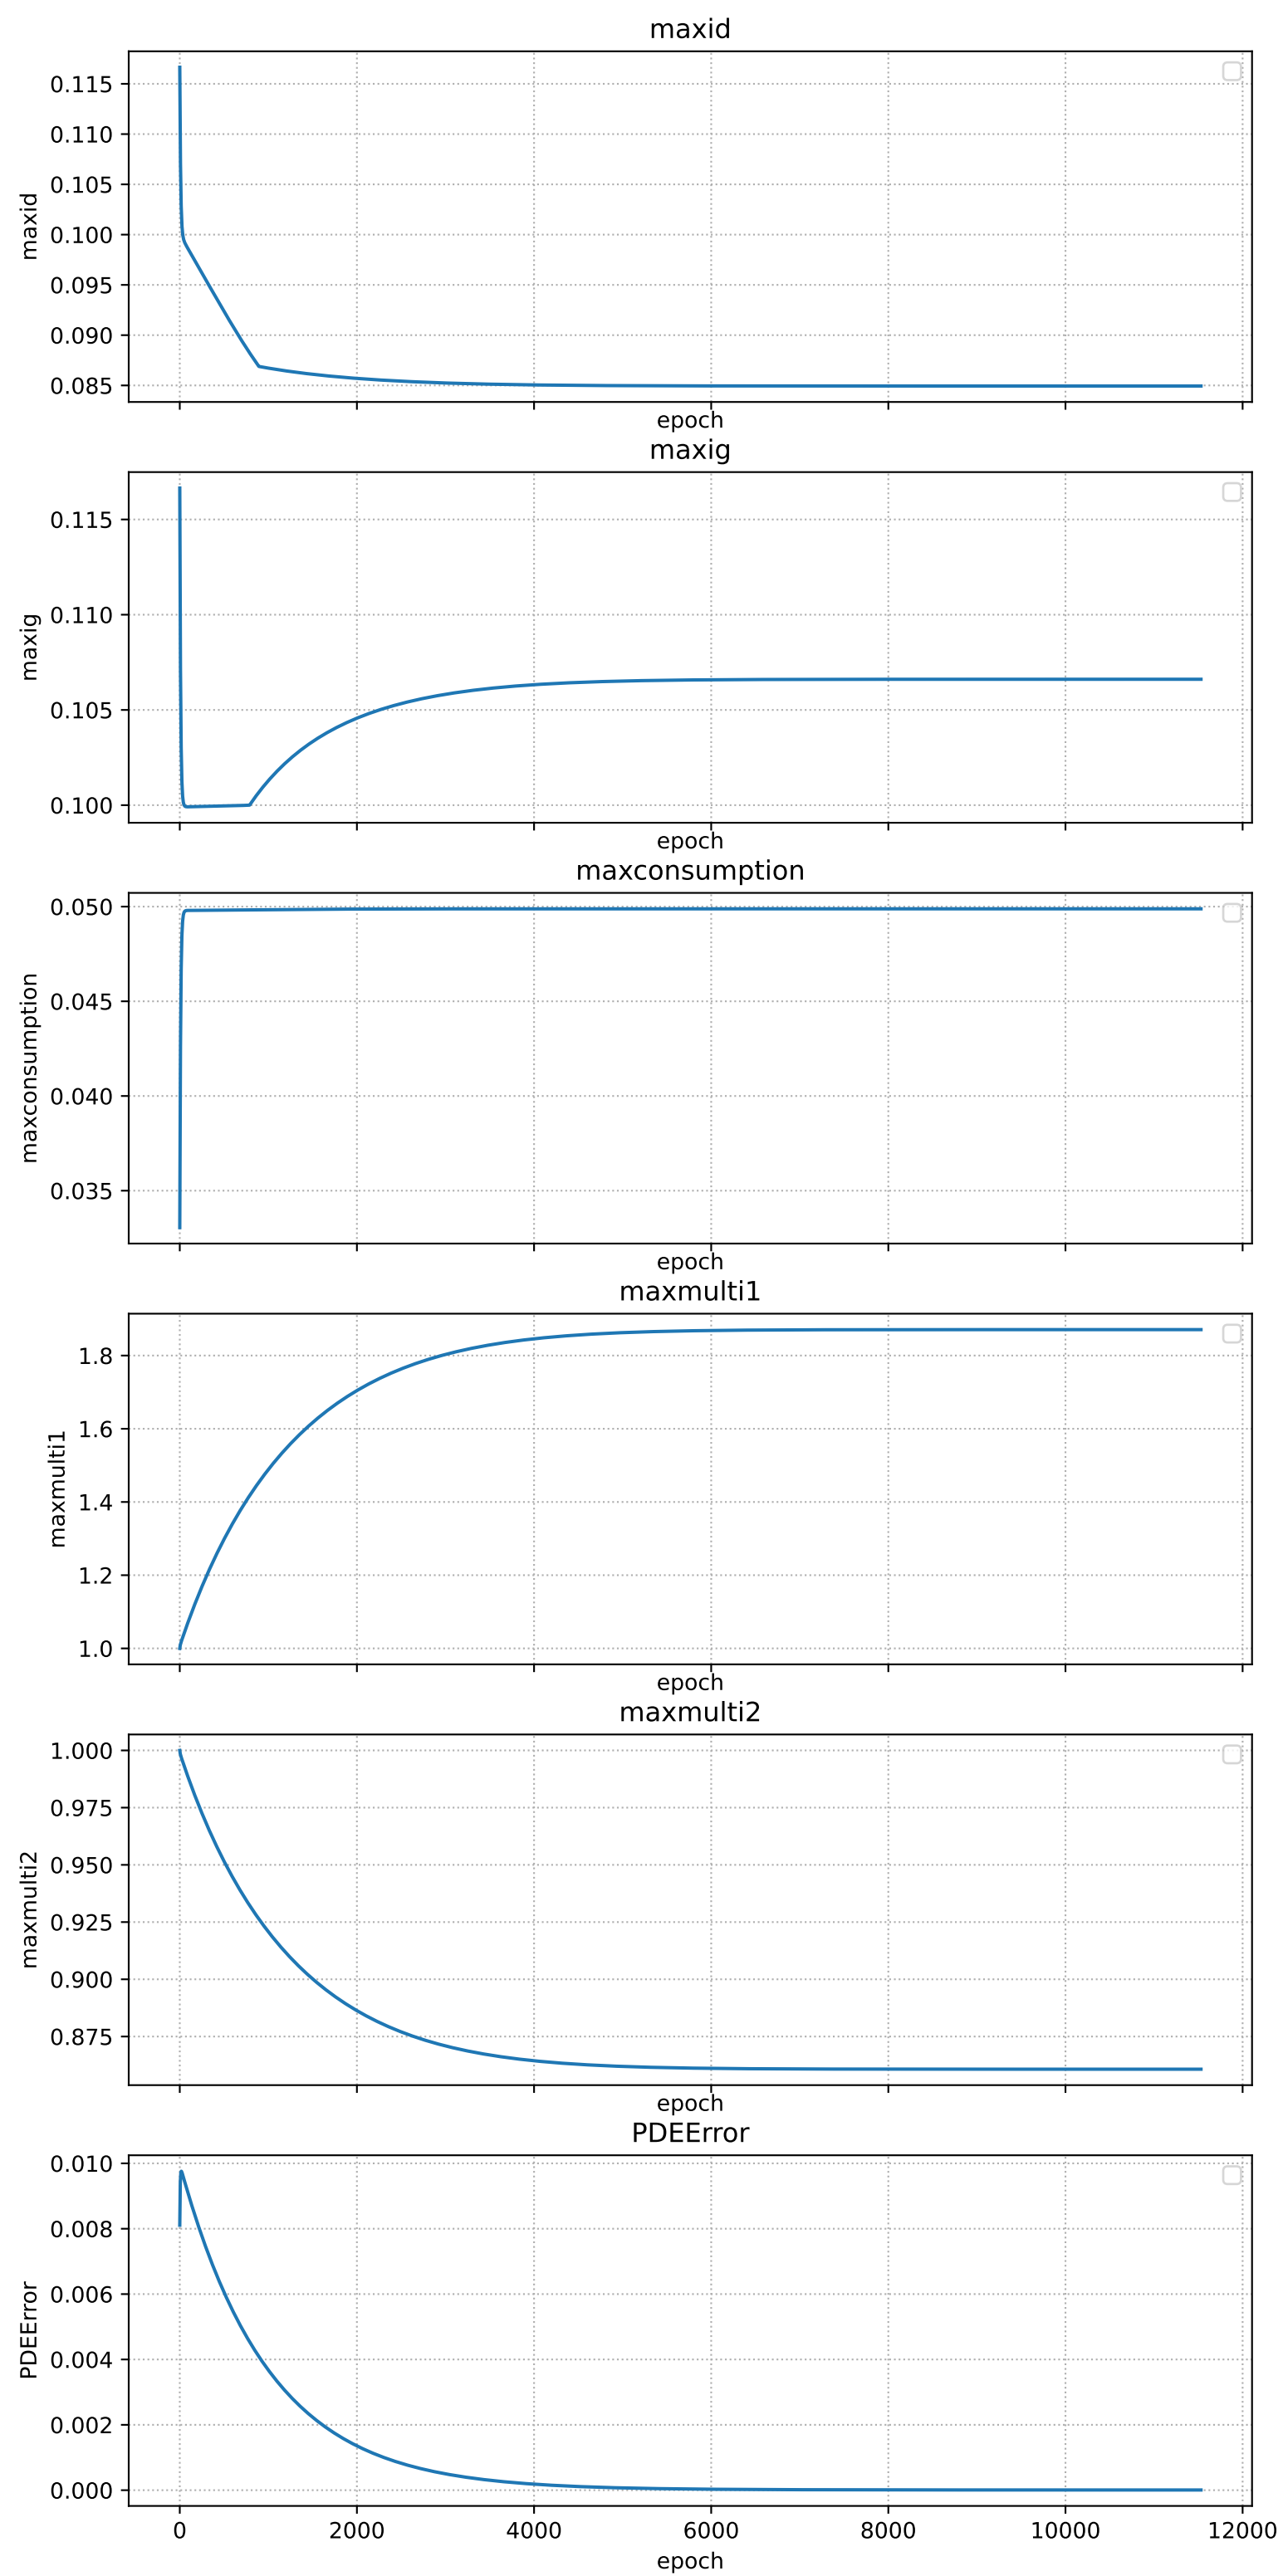 maxid
0.115
0.110
0.105
0.100
0.095
0.090
0.085
maxid
epoch
maxig
0.115
0.110
0.105
0.100
maxig
epoch
maxconsumption
0.050
0.045
0.040
0.035
maxconsumption
epoch
maxmulti1
1.8
1.6
1.4
1.2
1.0
maxmulti1
epoch
maxmulti2
1.000
0.975
0.950
0.925
0.900
0.875
maxmulti2
epoch
PDEError
0.010
0.008
0.006
0.004
0.002
0.000
PDEError
0 2000 4000 6000 8000 10000 12000
epoch